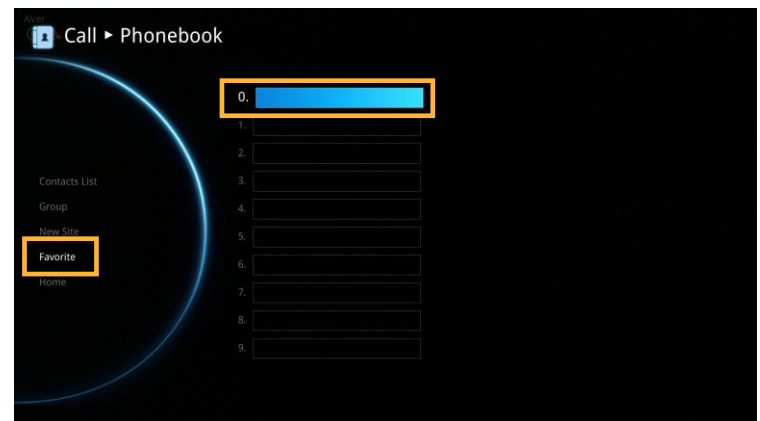 AVer
Call ▸ Phonebook
Contacts List
Group
New Site
Favorite
Home
0.
1.
2.
3.
4.
5.
6.
7.
8.
9.